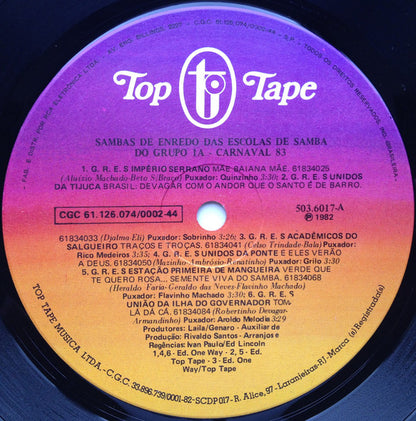 Top Tape
SAMBAS DE ENREDO DAS ESCOLAS DE SAMBA
DO GRUPO 1A - CARNAVAL 83
1. G. R. E. S IMPÉRIO SERRANO MÃE BAIANA MÃE. 61834025
(Aluizio Machado-Beto S. Braço) Puxador: Quinzinho 3:36; 2. G. R. E. S UNIDOS
DA TIJUCA BRASIL. DEVAGAR COM O ANDOR QUE O SANTO É DE BARRO.
CGC 61.126.074/0002-44
503.6017-A
℗ 1982
61834033 (Djalma-Eli) Puxador: Sobrinho 3:26; 3. G. R. E. S ACADÊMICOS DO
SALGUEIRO TRAÇOS E TROÇAS. 61834041 (Celso Trindade-Bala) Puxador:
Rico Medeiros 3:35; 4. G. R. E. S UNIDOS DA PONTE E ELES VERÃO
A DEUS. 61834050 (Mazinho-Ambrósio-Renatinho) Puxador: Grilo 3:30
5. G. R. E. S ESTAÇÃO PRIMEIRA DE MANGUEIRA VERDE QUE
TE QUERO ROSA... SEMENTE VIVA DO SAMBA. 61834068
(Heraldo Faria-Geraldo das Neves-Flavinho Machado)
Puxador: Flavinho Machado 3:30; 6. G. R. E. S
UNIÃO DA ILHA DO GOVERNADOR TOMA
LÁ DÁ CÁ. 61834084 (Robertinho Devagar-
Armandinho) Puxador: Aroldo Melodia 3:29
Produtores: Laíla/Genaro - Auxiliar de
Produção: Rivaldo Santos - Arranjos e
Regências: Ivan Paulo/Ed Lincoln
1,4,6 - Ed. One Way - 2, 5 - Ed.
Top Tape - 3 - Ed. One
Way/Top Tape
TOP TAPE MÚSICA LTDA. - C.G.C. 33.896.739/0001-82 - SCDP 017 - R. Alice, 97 - Laranjeiras-RJ - Marca (e)Registrada(s)